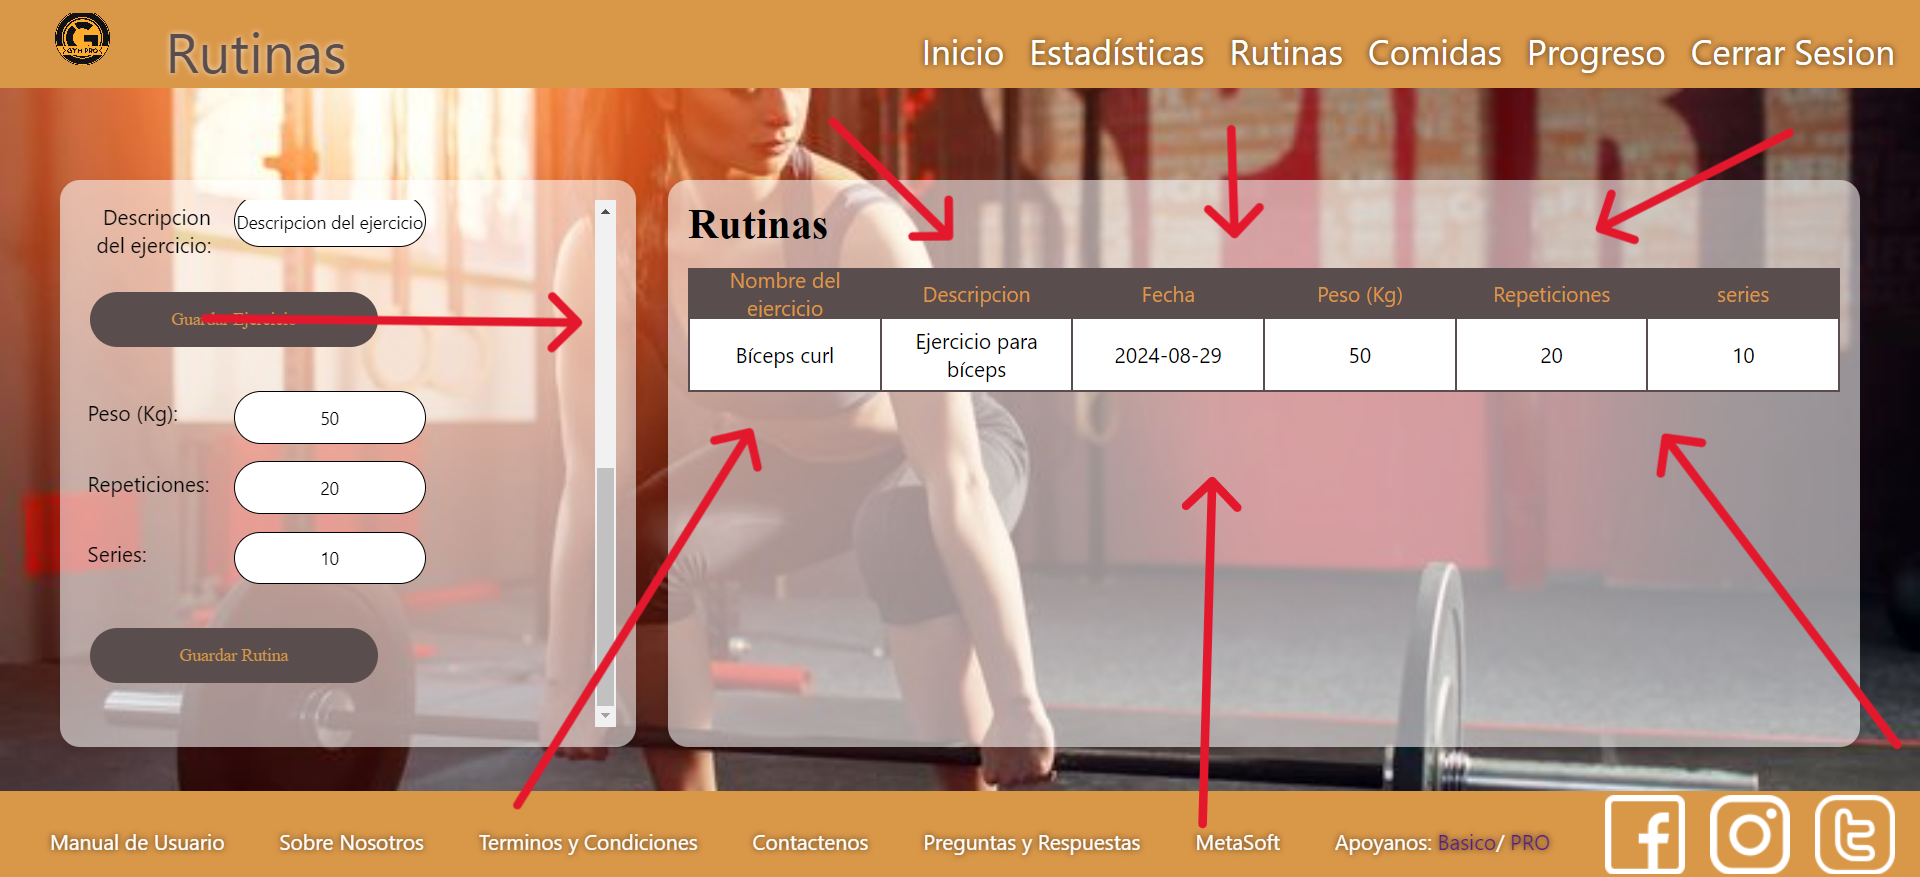 GYM PRO
Rutinas
Inicio Estadísticas Rutinas Comidas Progreso Cerrar Sesion
Descripcion
del ejercicio:
Descripcion del ejercicio
Guardar Ejercicio
Peso (Kg):
50
Repeticiones:
20
Series:
10
Guardar Rutina
Rutinas
Nombre del
ejercicio
Descripcion
Fecha
Peso (Kg)
Repeticiones
series
Bíceps curl
Ejercicio para
bíceps
2024-08-29
50
20
10
Manual de Usuario Sobre Nosotros Terminos y Condiciones Contactenos Preguntas y Respuestas MetaSoft Apoyanos: Basico/ PRO